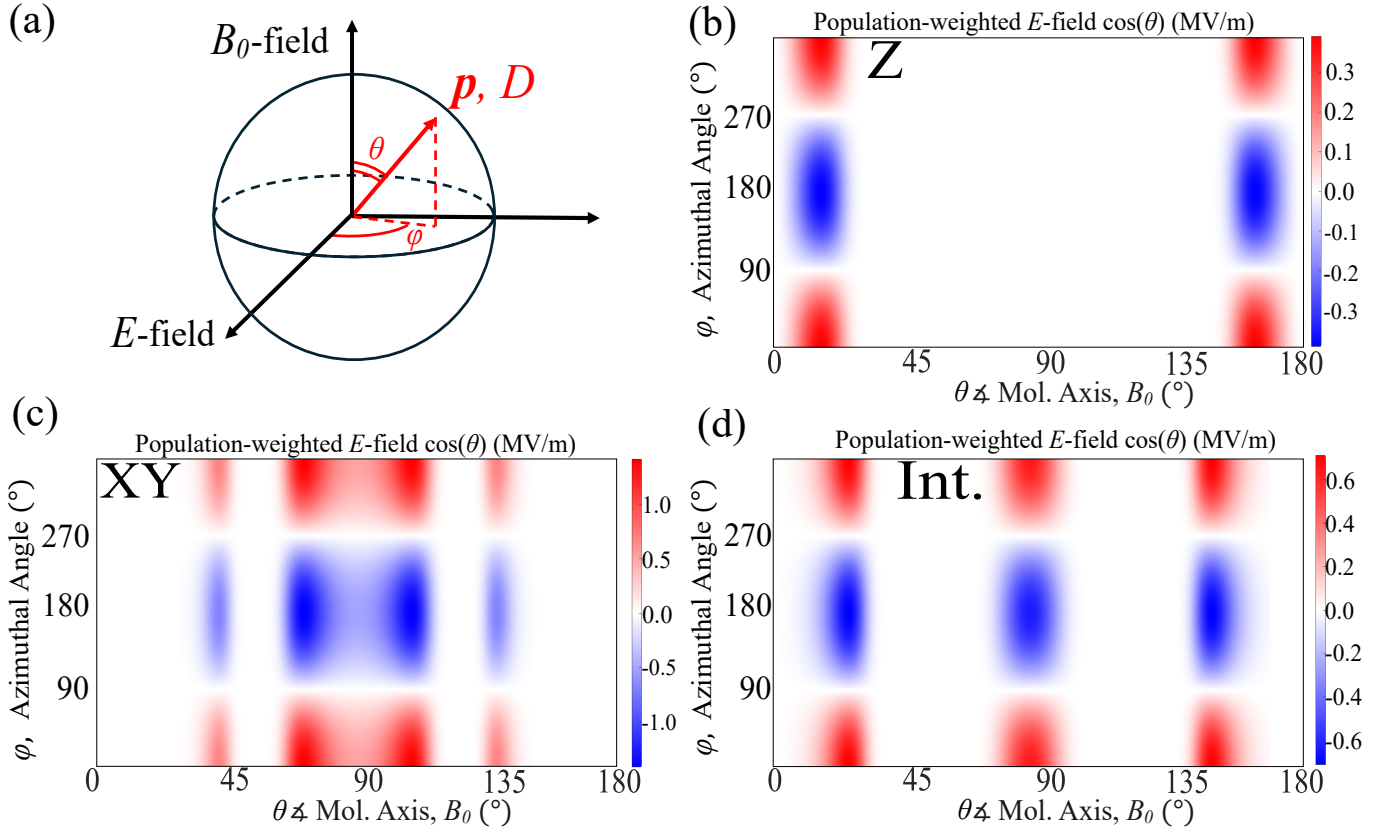 (a)
B₀-field
p, D
θ
φ
E-field
(b)
Population-weighted E-field cos(θ) (MV/m)
Z
φ, Azimuthal Angle (°)
270
180
90
0 45 90 135 180
θ∡ Mol. Axis, B₀ (°)
0.3
0.2
0.1
0.0
-0.1
-0.2
-0.3
(c)
Population-weighted E-field cos(θ) (MV/m)
XY
φ, Azimuthal Angle (°)
270
180
90
0 45 90 135 180
θ∡ Mol. Axis, B₀ (°)
1.0
0.5
0.0
-0.5
-1.0
(d)
Population-weighted E-field cos(θ) (MV/m)
Int.
φ, Azimuthal Angle (°)
270
180
90
0 45 90 135 180
θ∡ Mol. Axis, B₀ (°)
0.6
0.4
0.2
0.0
-0.2
-0.4
-0.6